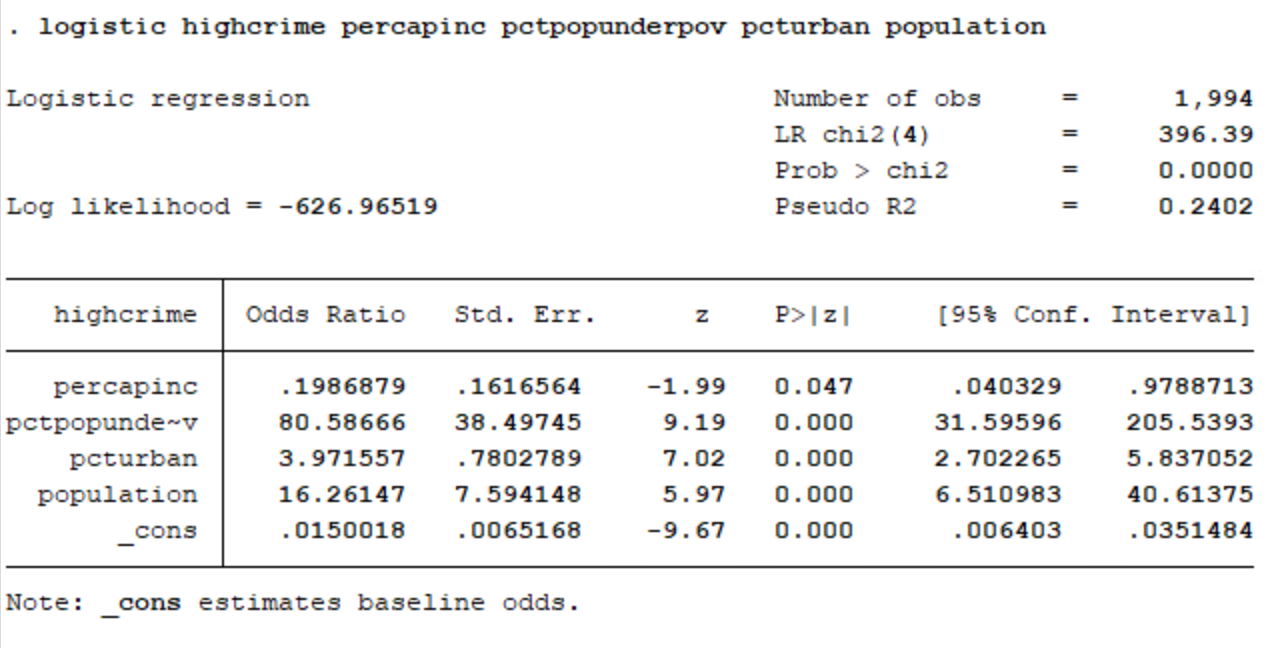 . logistic highcrime percapinc pctpopunderpov pcturban population
Logistic regression Number of obs = 1,994
LR chi2(4) = 396.39
Prob > chi2 = 0.0000
Log likelihood = -626.96519 Pseudo R2 = 0.2402
highcrime Odds Ratio Std. Err. z P>|z| [95% Conf. Interval]
percapinc .1986879 .1616564 -1.99 0.047 .040329 .9788713
pctpopunde~v 80.58666 38.49745 9.19 0.000 31.59596 205.5393
pcturban 3.971557 .7802789 7.02 0.000 2.702265 5.837052
population 16.26147 7.594148 5.97 0.000 6.510983 40.61375
_cons .0150018 .0065168 -9.67 0.000 .006403 .0351484
Note: _cons estimates baseline odds.